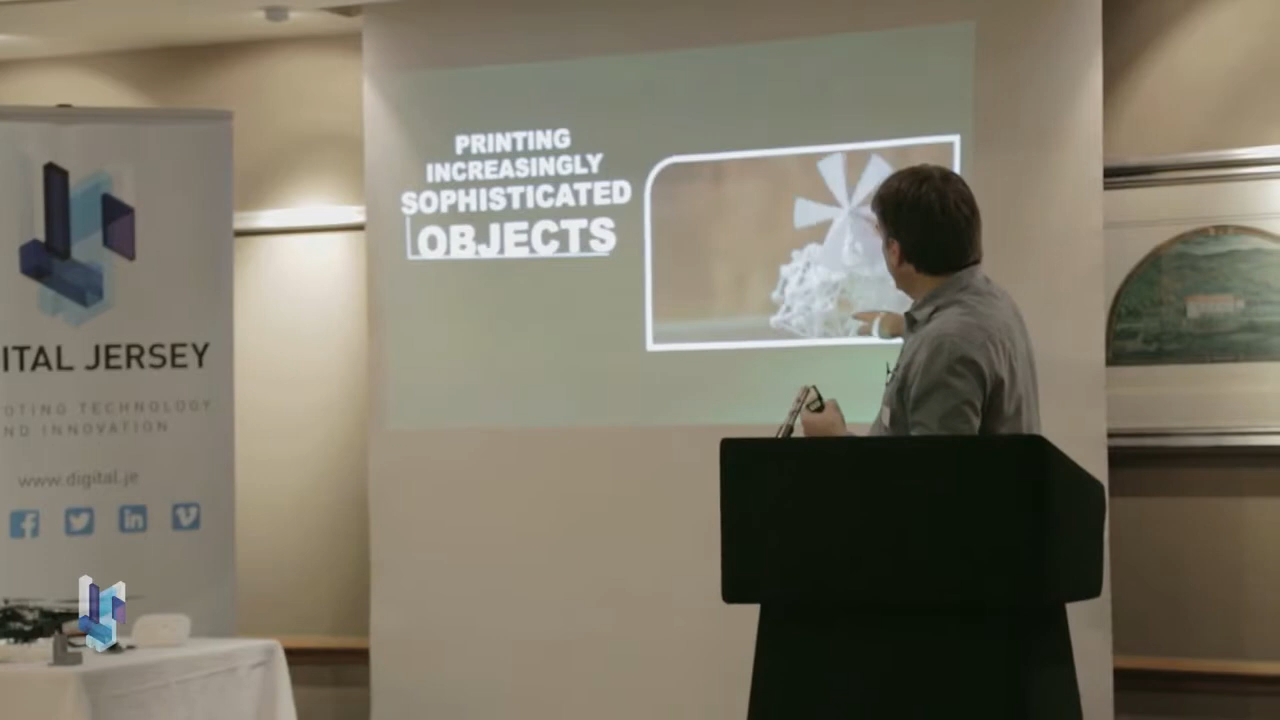 PRINTING
INCREASINGLY
SOPHISTICATED
OBJECTS
ITAL JERSEY
OTING TECHNOLOGY
ND INNOVATION
www.digital.je